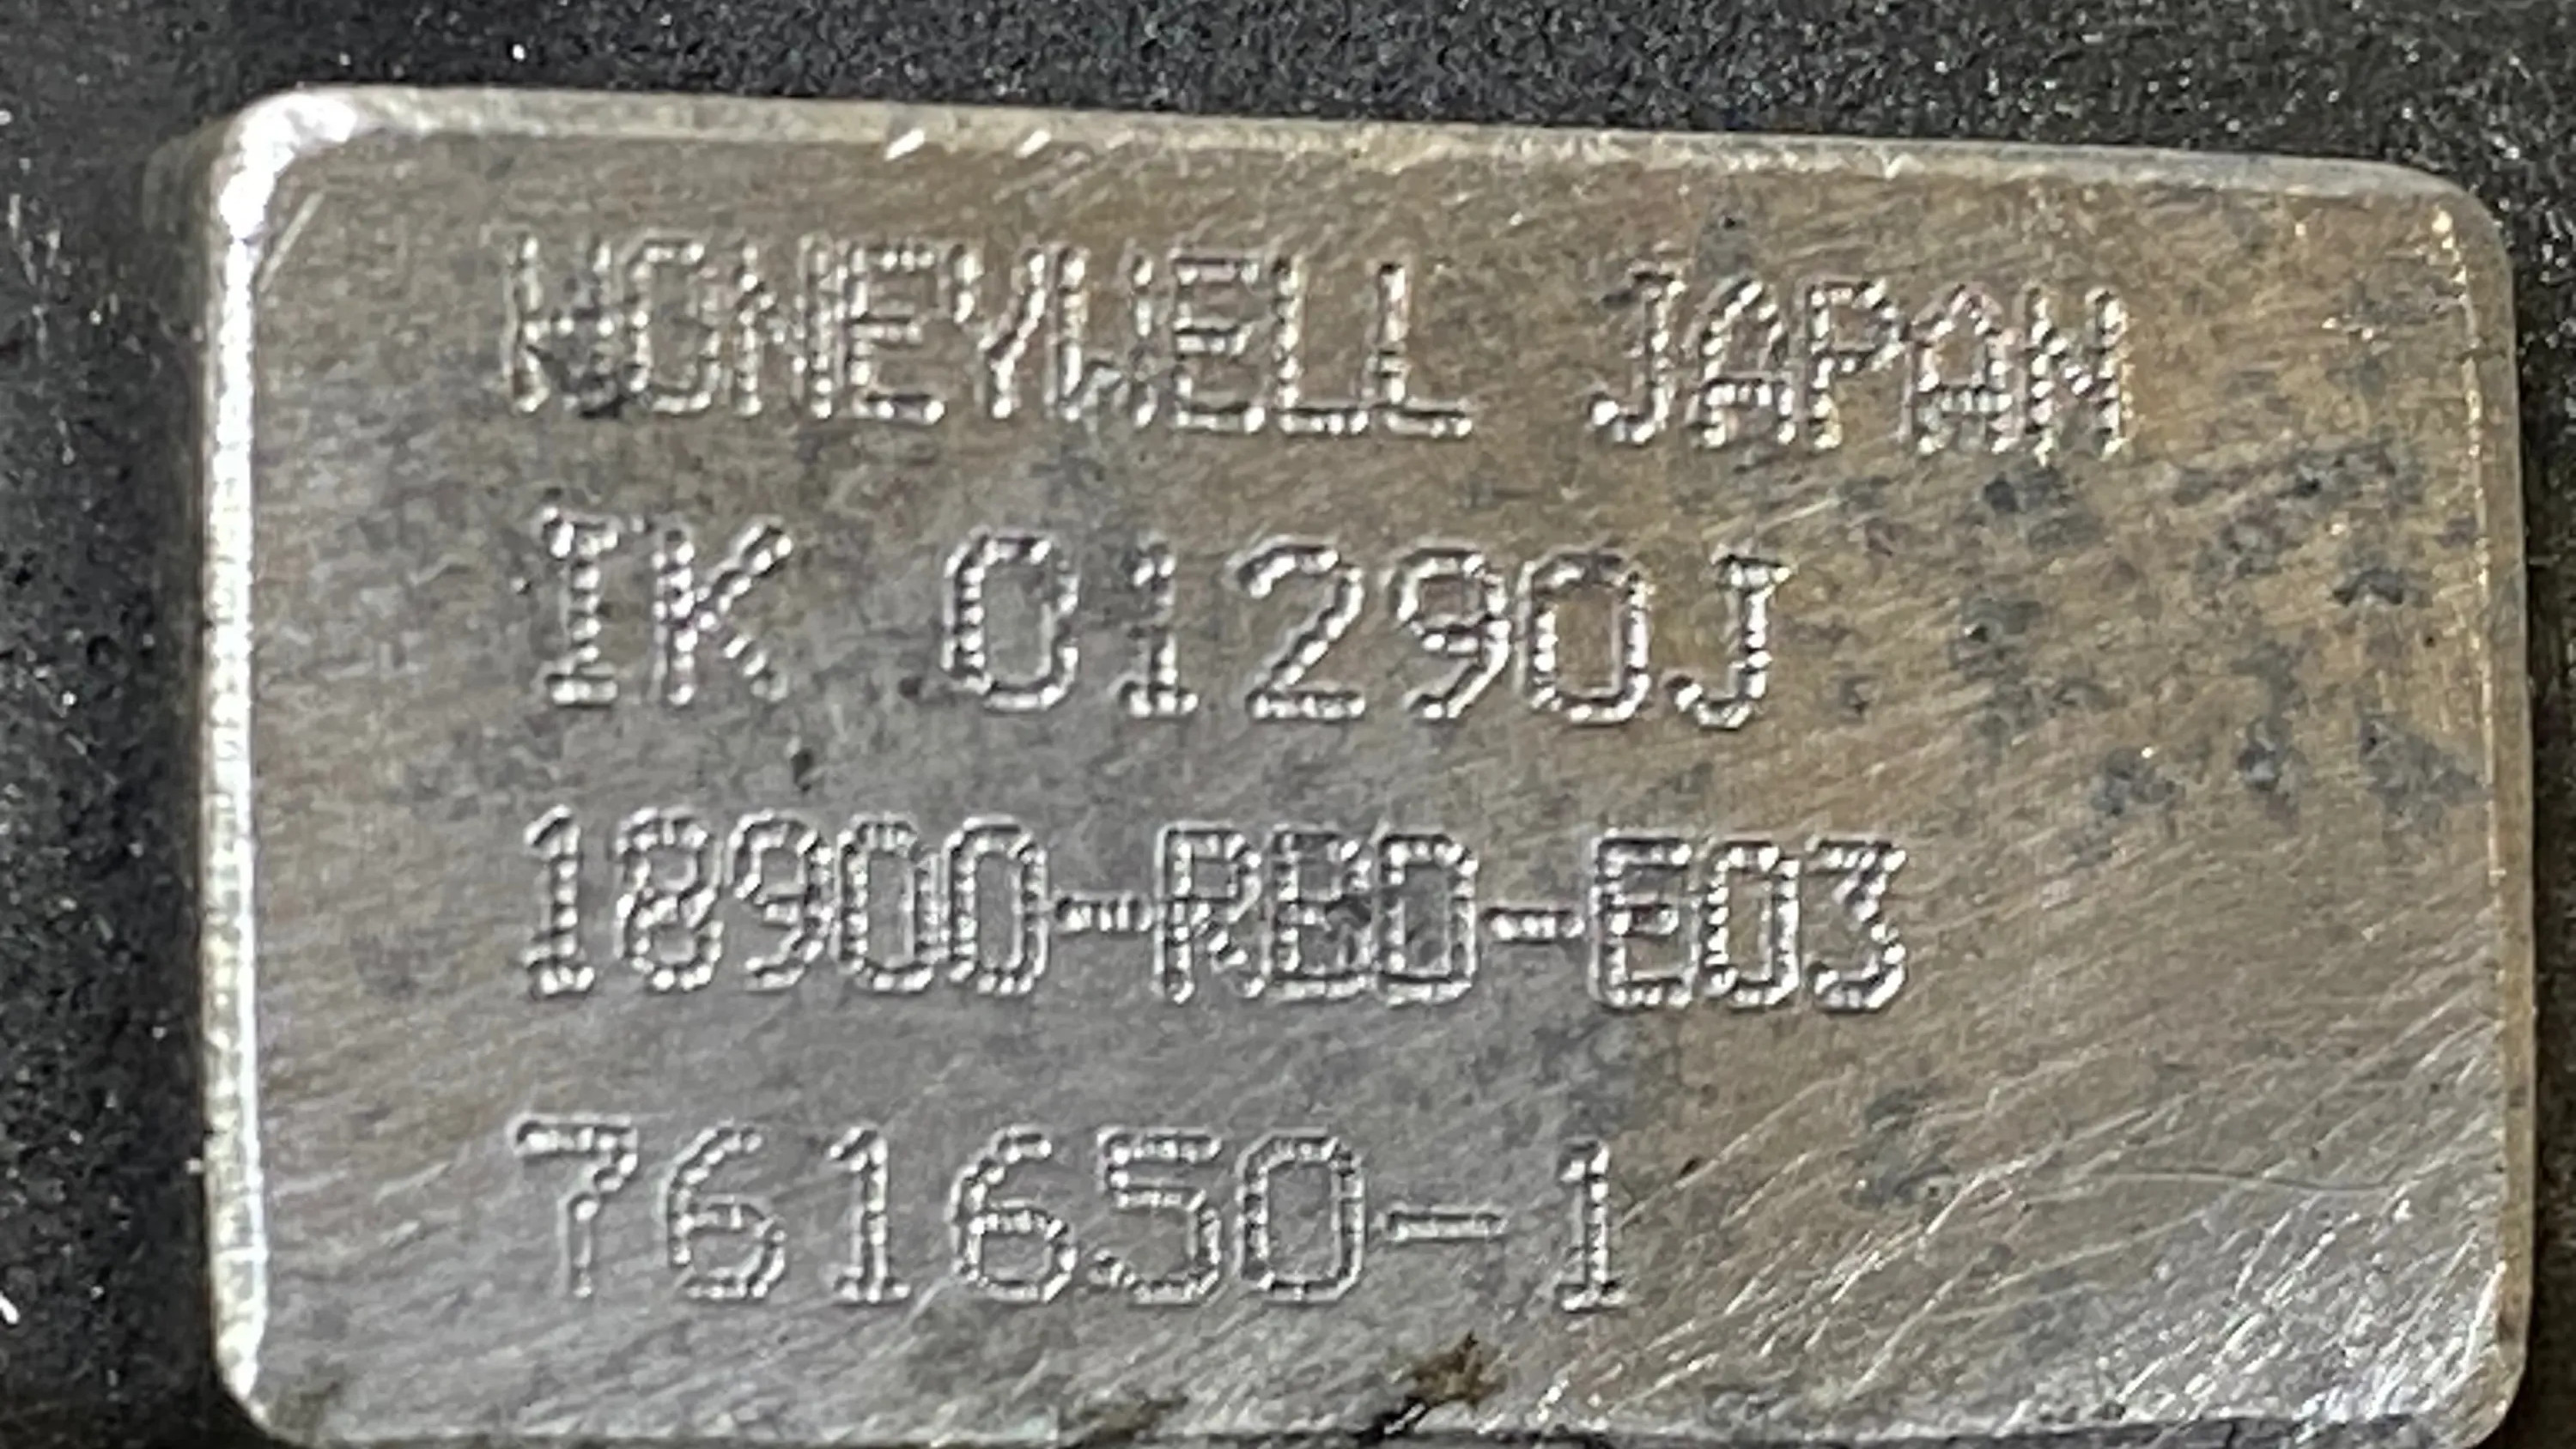 HONEYWELL JAPAN
IK 01290J
18900-RBD-E03
761650-1